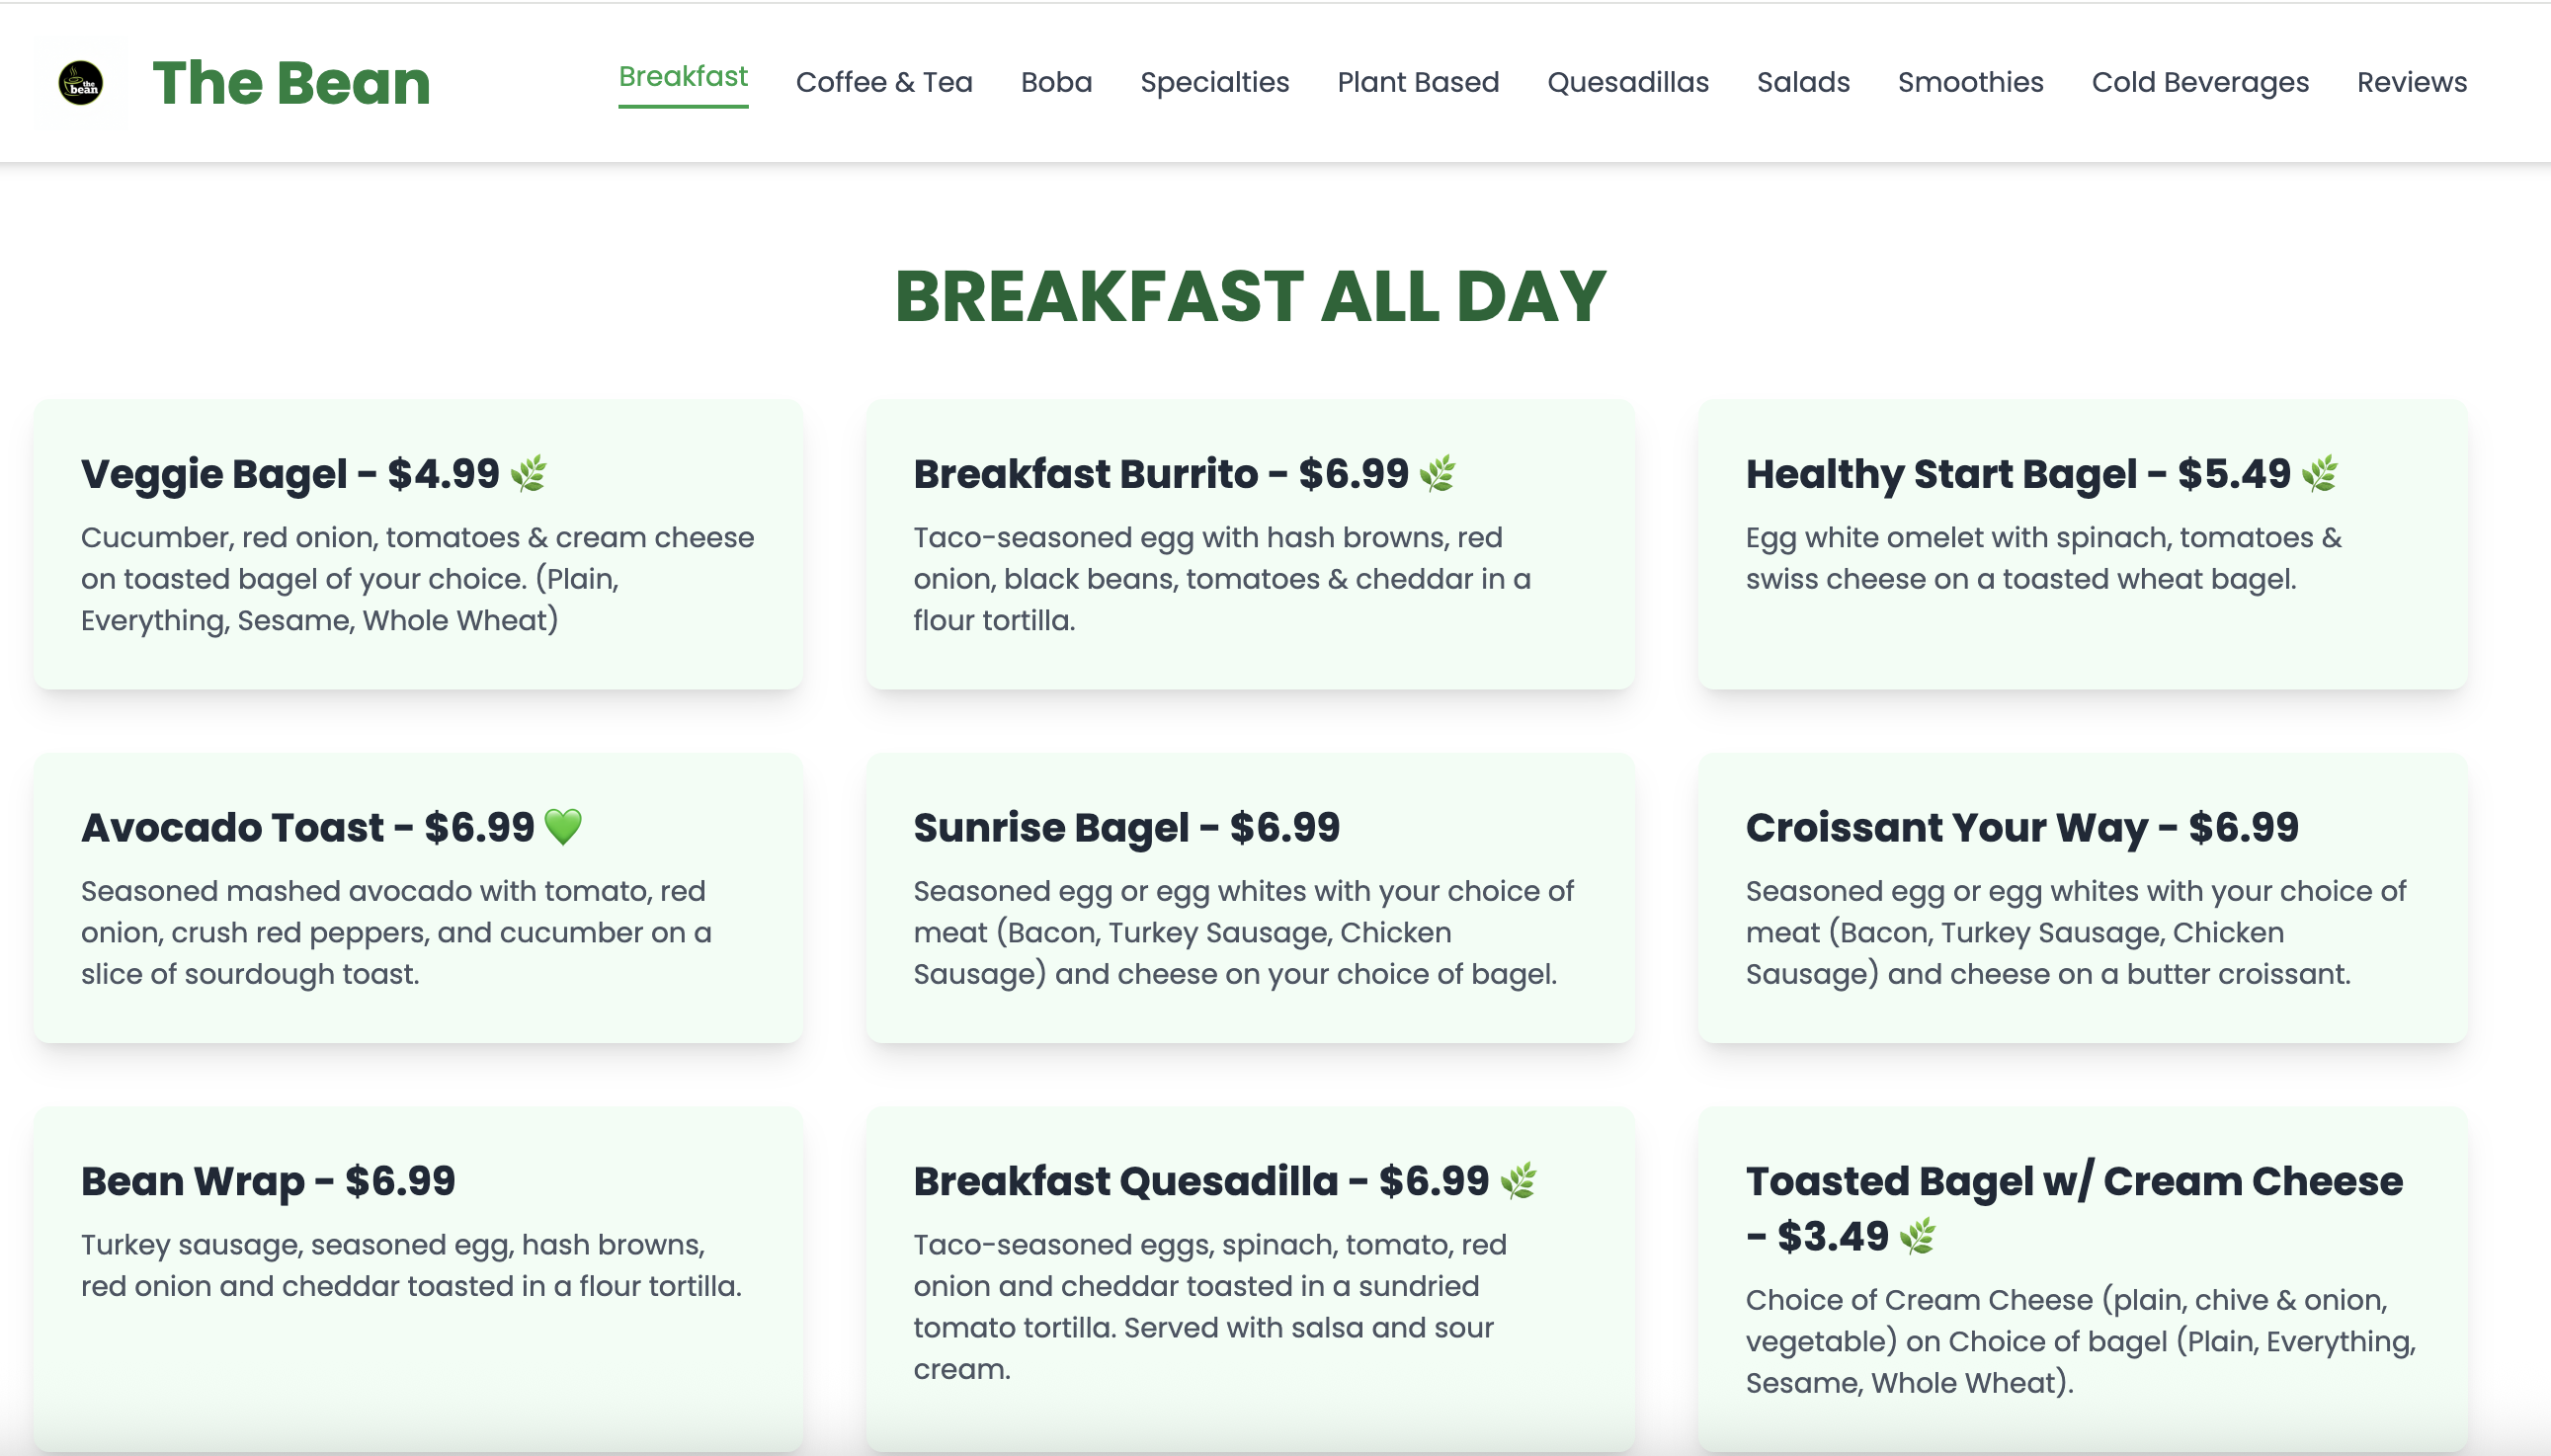 the bean
The Bean
Breakfast
Coffee & Tea
Boba
Specialties
Plant Based
Quesadillas
Salads
Smoothies
Cold Beverages
Reviews
BREAKFAST ALL DAY
Veggie Bagel - $4.99 🌿
Cucumber, red onion, tomatoes & cream cheese
on toasted bagel of your choice. (Plain,
Everything, Sesame, Whole Wheat)
Breakfast Burrito - $6.99 🌿
Taco-seasoned egg with hash browns, red
onion, black beans, tomatoes & cheddar in a
flour tortilla.
Healthy Start Bagel - $5.49 🌿
Egg white omelet with spinach, tomatoes &
swiss cheese on a toasted wheat bagel.
Avocado Toast - $6.99 💚
Seasoned mashed avocado with tomato, red
onion, crush red peppers, and cucumber on a
slice of sourdough toast.
Sunrise Bagel - $6.99
Seasoned egg or egg whites with your choice of
meat (Bacon, Turkey Sausage, Chicken
Sausage) and cheese on your choice of bagel.
Croissant Your Way - $6.99
Seasoned egg or egg whites with your choice of
meat (Bacon, Turkey Sausage, Chicken
Sausage) and cheese on a butter croissant.
Bean Wrap - $6.99
Turkey sausage, seasoned egg, hash browns,
red onion and cheddar toasted in a flour tortilla.
Breakfast Quesadilla - $6.99 🌿
Taco-seasoned eggs, spinach, tomato, red
onion and cheddar toasted in a sundried
tomato tortilla. Served with salsa and sour
cream.
Toasted Bagel w/ Cream Cheese
- $3.49 🌿
Choice of Cream Cheese (plain, chive & onion,
vegetable) on Choice of bagel (Plain, Everything,
Sesame, Whole Wheat).